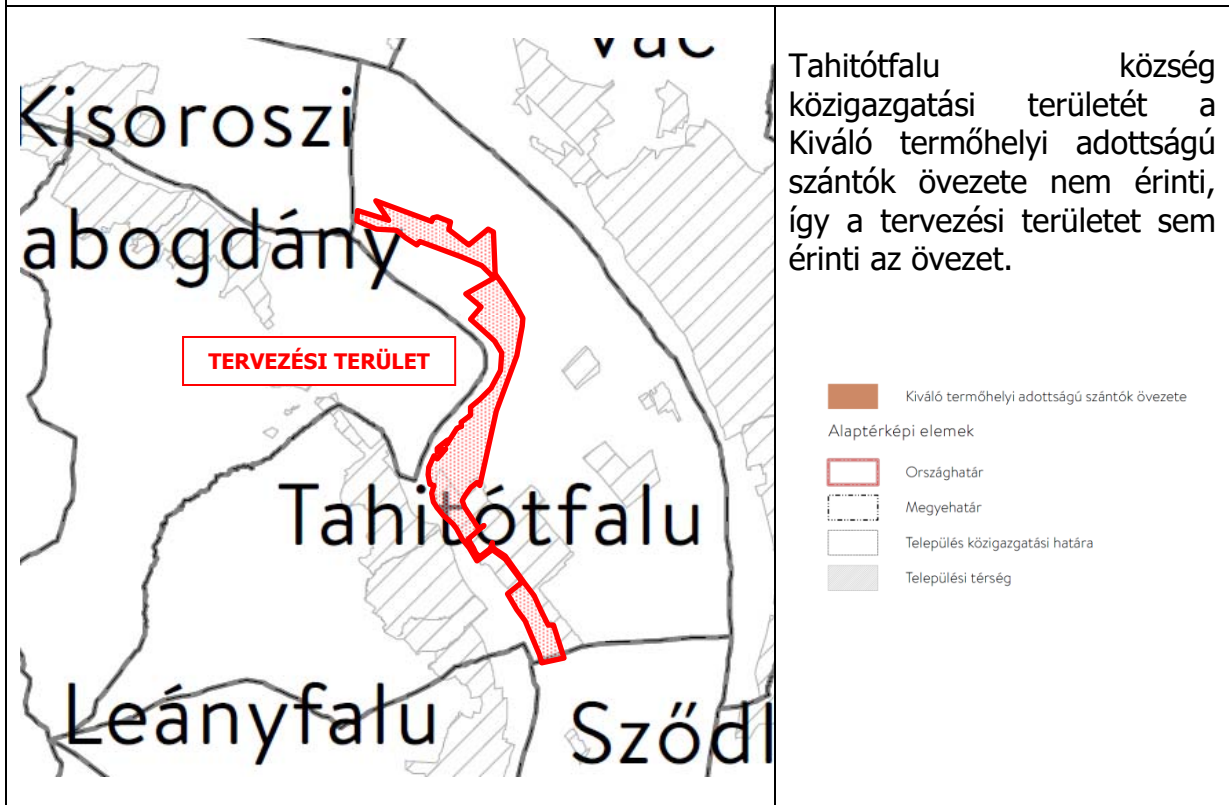 Vác
Kisoroszi
abogdány
TERVEZÉSI TERÜLET
Tahitótfalu
Leányfalu
Sződl
Tahitótfalu község
közigazgatási területét a
Kiváló termőhelyi adottságú
szántók övezete nem érinti,
így a tervezési területet sem
érinti az övezet.
Kiváló termőhelyi adottságú szántók övezete
Alaptérképi elemek
Országhatár
Megyehatár
Település közigazgatási határa
Települési térség